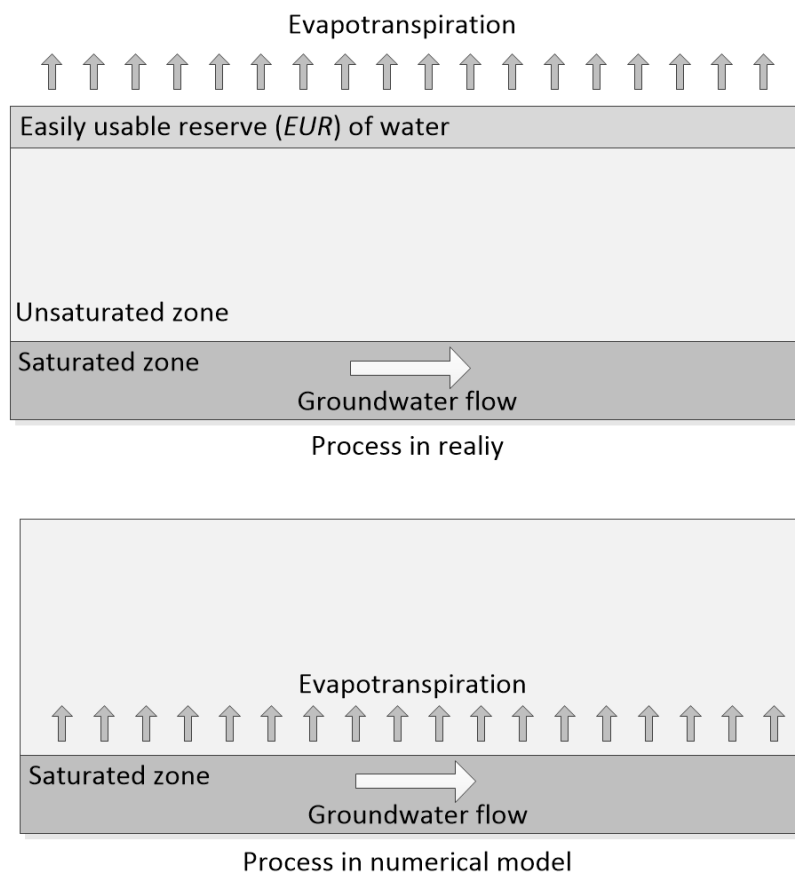 Evapotranspiration
Easily usable reserve (EUR) of water
Unsaturated zone
Saturated zone
Groundwater flow
Process in realiy
Evapotranspiration
Saturated zone
Groundwater flow
Process in numerical model